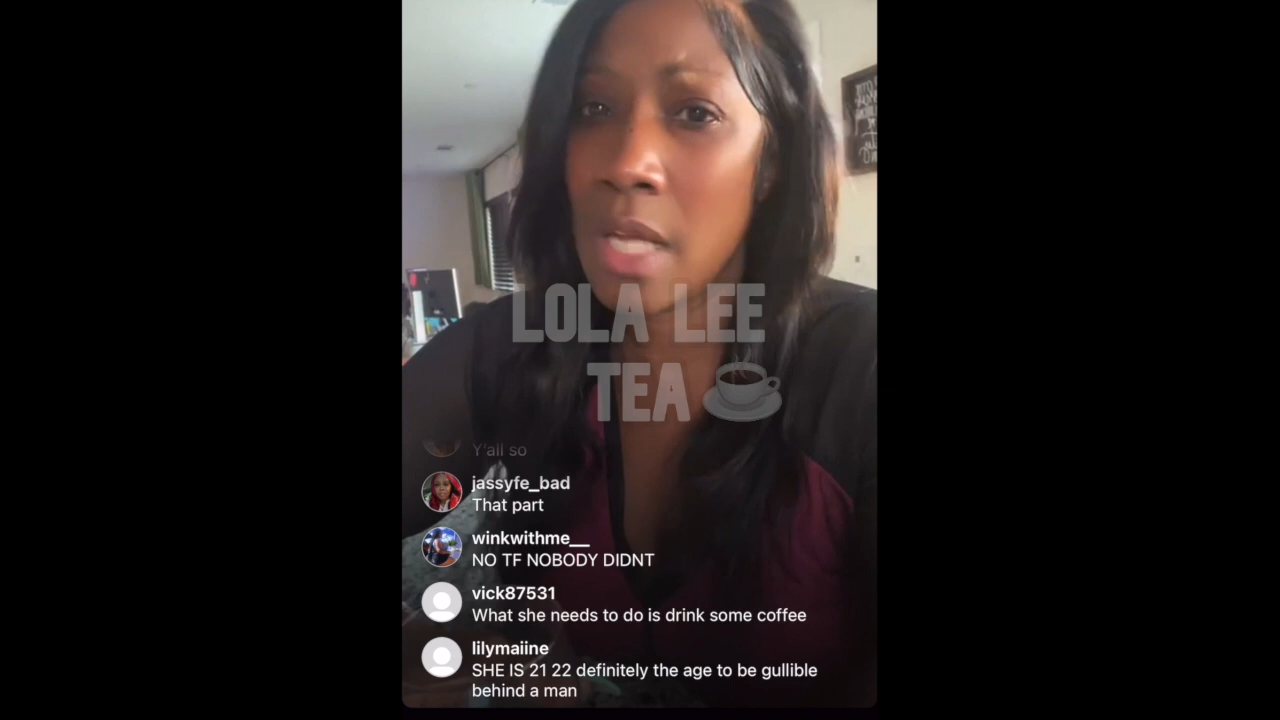 LOLA LEE
TEA
Y'all so
jassyfe_bad
That part
winkwithme__
NO TF NOBODY DIDNT
vick87531
What she needs to do is drink some coffee
lilymaiine
SHE IS 21 22 definitely the age to be gullible
behind a man